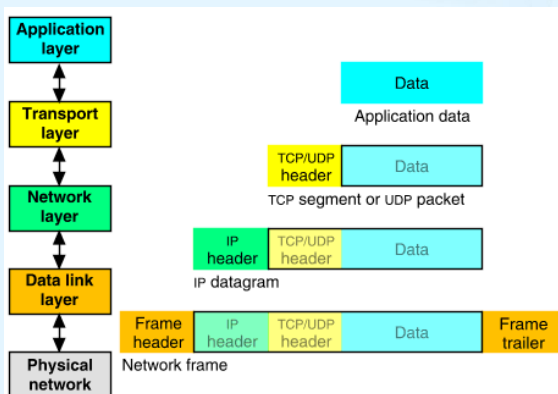 Application
layer
Data
Application data
Transport
layer
TCP/UDP
header
Data
TCP segment or UDP packet
Network
layer
IP
header
TCP/UDP
header
Data
IP datagram
Data link
layer
Frame
header
IP
header
TCP/UDP
header
Data
Frame
trailer
Network frame
Physical
network